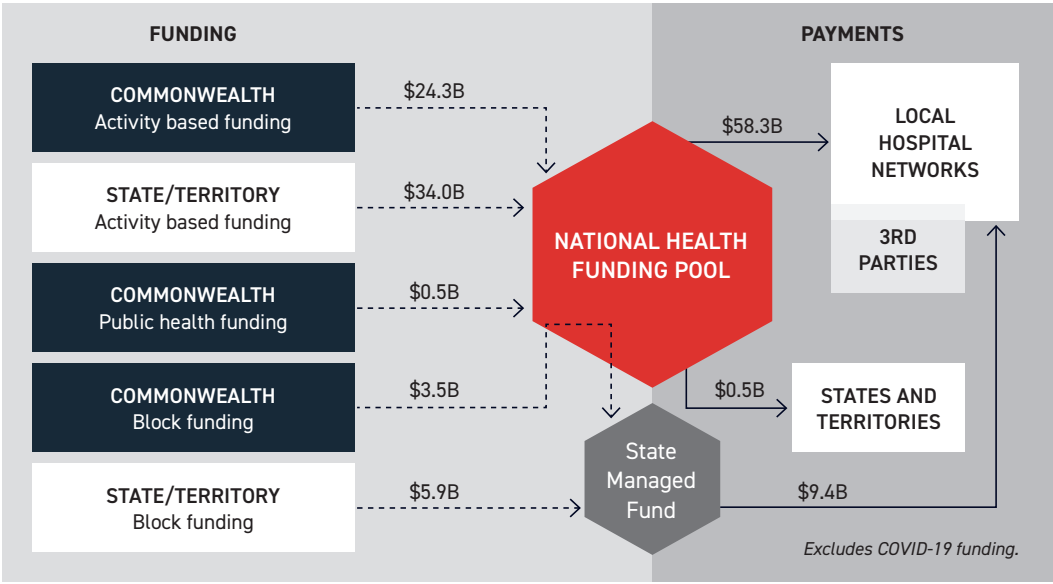 FUNDING
PAYMENTS
COMMONWEALTH
Activity based funding
$24.3B
STATE/TERRITORY
Activity based funding
$34.0B
COMMONWEALTH
Public health funding
$0.5B
COMMONWEALTH
Block funding
$3.5B
STATE/TERRITORY
Block funding
$5.9B
NATIONAL HEALTH
FUNDING POOL
State
Managed
Fund
$58.3B
LOCAL
HOSPITAL
NETWORKS
3RD
PARTIES
$0.5B
STATES AND
TERRITORIES
$9.4B
Excludes COVID-19 funding.